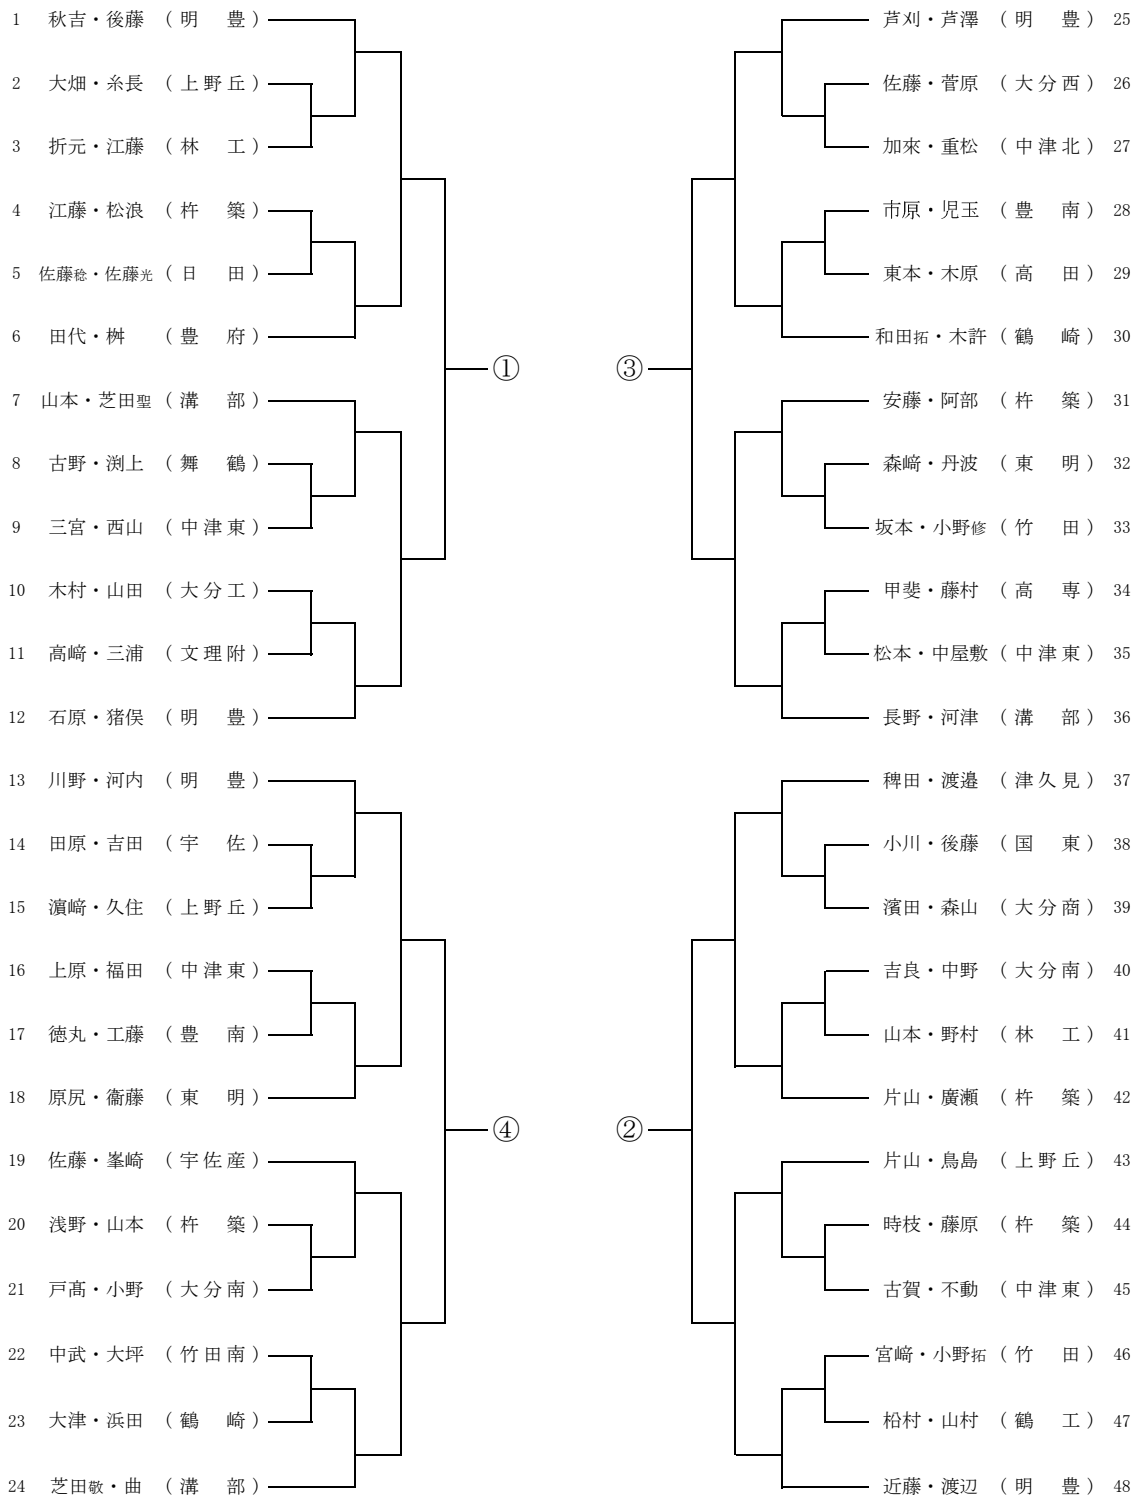 1 秋吉・後藤 (明 豊)
2 大畑・糸長 (上野丘)
3 折元・江藤 (林 工)
4 江藤・松浪 (杵 築)
5 佐藤稔・佐藤光 (日 田)
6 田代・桝 (豊 府)
①
7 山本・芝田聖 (溝 部)
8 古野・渕上 (舞 鶴)
9 三宮・西山 (中津東)
10 木村・山田 (大分工)
11 高﨑・三浦 (文理附)
12 石原・猪俣 (明 豊)
13 川野・河内 (明 豊)
14 田原・吉田 (宇 佐)
15 濵﨑・久住 (上野丘)
16 上原・福田 (中津東)
17 徳丸・工藤 (豊 南)
18 原尻・衞藤 (東 明)
④
19 佐藤・峯崎 (宇佐産)
20 浅野・山本 (杵 築)
21 戸髙・小野 (大分南)
22 中武・大坪 (竹田南)
23 大津・浜田 (鶴 崎)
24 芝田敬・曲 (溝 部)
芦刈・芦澤 (明 豊) 25
佐藤・菅原 (大分西) 26
加來・重松 (中津北) 27
市原・児玉 (豊 南) 28
東本・木原 (高 田) 29
和田拓・木許 (鶴 崎) 30
③
安藤・阿部 (杵 築) 31
森﨑・丹波 (東 明) 32
坂本・小野修 (竹 田) 33
甲斐・藤村 (高 専) 34
松本・中屋敷 (中津東) 35
長野・河津 (溝 部) 36
稗田・渡邉 (津久見) 37
小川・後藤 (国 東) 38
濱田・森山 (大分商) 39
吉良・中野 (大分南) 40
山本・野村 (林 工) 41
片山・廣瀬 (杵 築) 42
②
片山・鳥島 (上野丘) 43
時枝・藤原 (杵 築) 44
古賀・不動 (中津東) 45
宮﨑・小野拓 (竹 田) 46
松村・山村 (鶴 工) 47
近藤・渡辺 (明 豊) 48